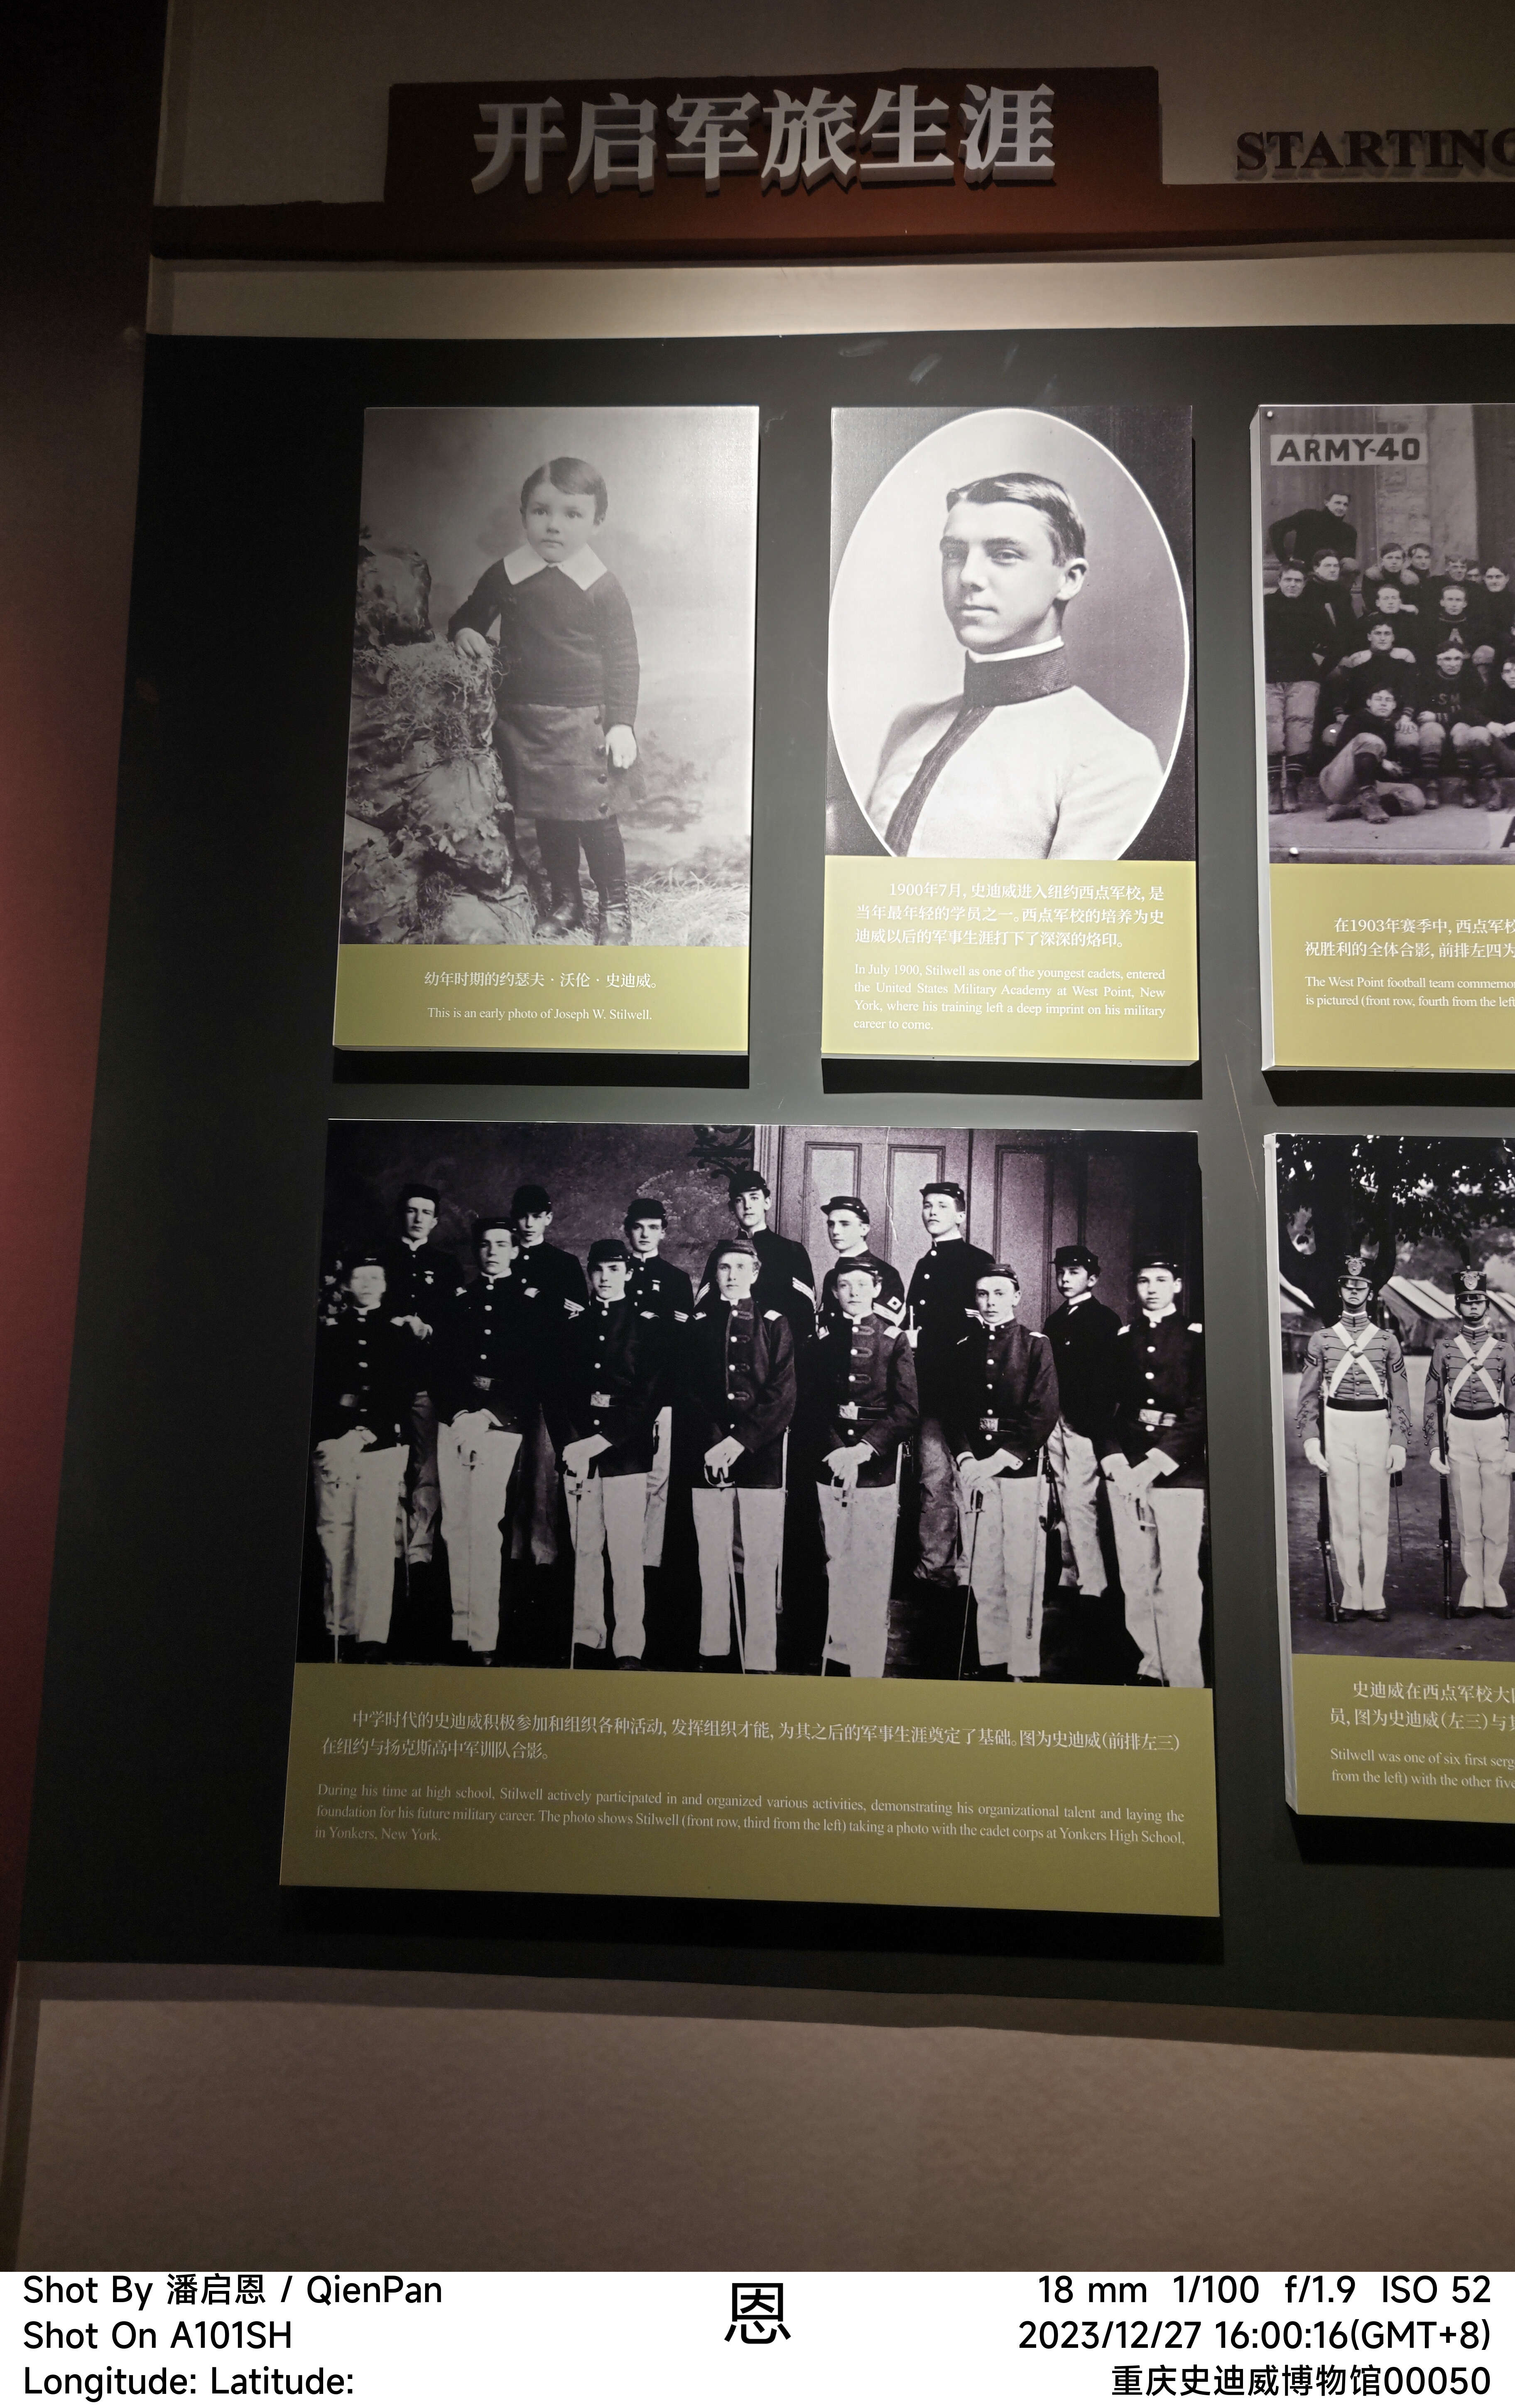 开启军旅生涯
STARTING
ARMY-40
A
幼年时期的约瑟夫·沃伦·史迪威。
This is an early photo of Joseph W. Stilwell.
1900年7月，史迪威进入纽约西点军校，是
当年最年轻的学员之一。西点军校的培养为史
迪威以后的军事生涯打下了深深的烙印。
In July 1900, Stilwell as one of the youngest cadets, entered
the United States Military Academy at West Point, New
York, where his training left a deep imprint on his military
career to come.
在1903年赛季中，西点军校
祝胜利的全体合影，前排左四为
The West Point football team
is pictured (front row, fourth from the left
中学时代的史迪威积极参加和组织各种活动，发挥组织才能，为其之后的军事生涯奠定了基础。图为史迪威（前排左三）
在纽约与扬克斯高中军训队合影。
During his time at high school, Stilwell actively participated in and organized various activities, demonstrating his organizational talent and laying the
foundation for his future military career. The photo shows Stilwell (front row, third from the left) taking a photo with the cadet corps at Yonkers High School,
in Yonkers, New York.
史迪威在西点军校大
员，图为史迪威（左三）与
Stilwell was one of six first
from the left) with the other five
Shot By 潘启恩 / QienPan
Shot On A101SH
Longitude: Latitude:
恩
18 mm 1/100 f/1.9 ISO 52
2023/12/27 16:00:16(GMT+8)
重庆史迪威博物馆00050